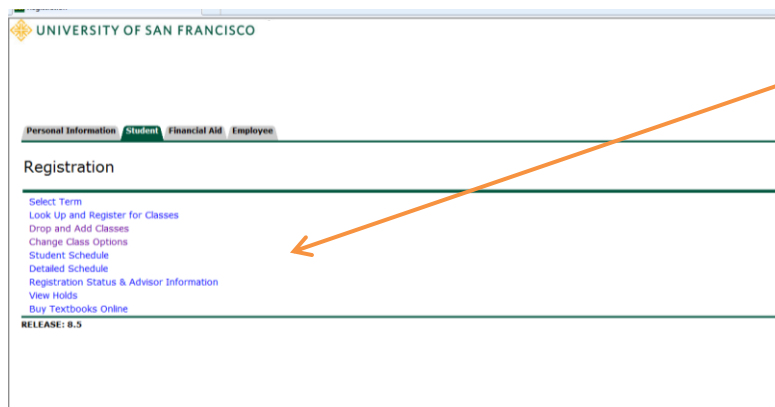 UNIVERSITY OF SAN FRANCISCO
Personal Information Student Financial Aid Employee
Registration
Select Term
Look Up and Register for Classes
Drop and Add Classes
Change Class Options
Student Schedule
Detailed Schedule
Registration Status & Advisor Information
View Holds
Buy Textbooks Online
RELEASE: 8.5